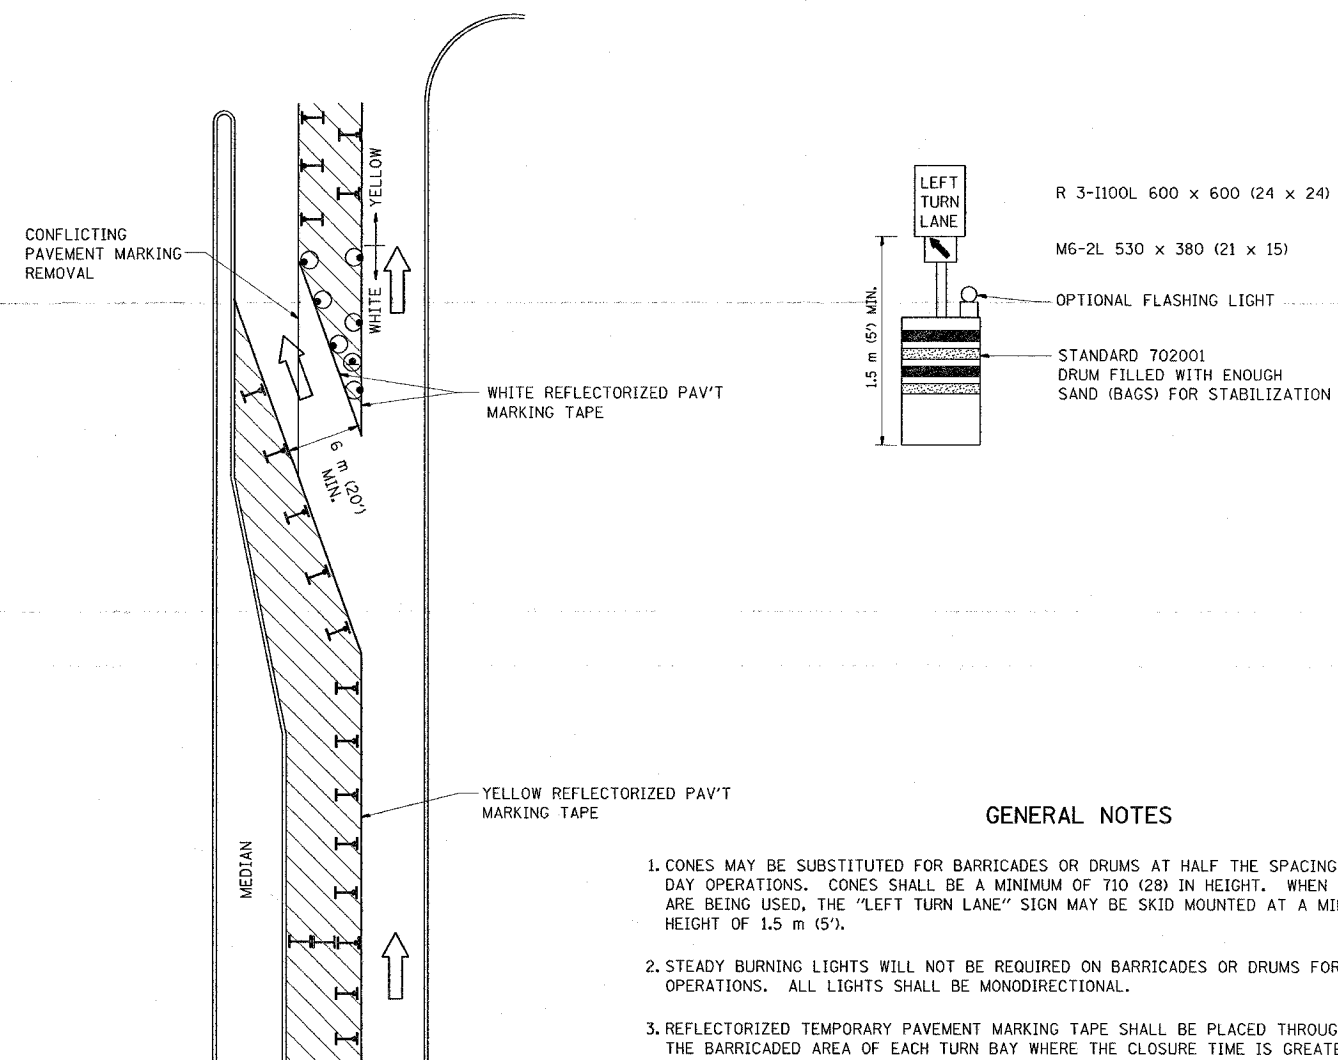 CONFLICTING
PAVEMENT MARKING
REMOVAL
YELLOW
WHITE
WHITE REFLECTORIZED PAV'T
MARKING TAPE
6 m (20')
MIN.
YELLOW REFLECTORIZED PAV'T
MARKING TAPE
MEDIAN
LEFT
TURN
LANE
1.5 m (5') MIN.
R 3-I100L 600 x 600 (24 x 24)
M6-2L 530 x 380 (21 x 15)
OPTIONAL FLASHING LIGHT
STANDARD 702001
DRUM FILLED WITH ENOUGH
SAND (BAGS) FOR STABILIZATION
GENERAL NOTES
1. CONES MAY BE SUBSTITUTED FOR BARRICADES OR DRUMS AT HALF THE SPACING
DAY OPERATIONS. CONES SHALL BE A MINIMUM OF 710 (28) IN HEIGHT. WHEN
ARE BEING USED, THE "LEFT TURN LANE" SIGN MAY BE SKID MOUNTED AT A MI
HEIGHT OF 1.5 m (5').
2. STEADY BURNING LIGHTS WILL NOT BE REQUIRED ON BARRICADES OR DRUMS FOR
OPERATIONS. ALL LIGHTS SHALL BE MONODIRECTIONAL.
3. REFLECTORIZED TEMPORARY PAVEMENT MARKING TAPE SHALL BE PLACED THROUG
THE BARRICADED AREA OF EACH TURN BAY WHERE THE CLOSURE TIME IS GREATE